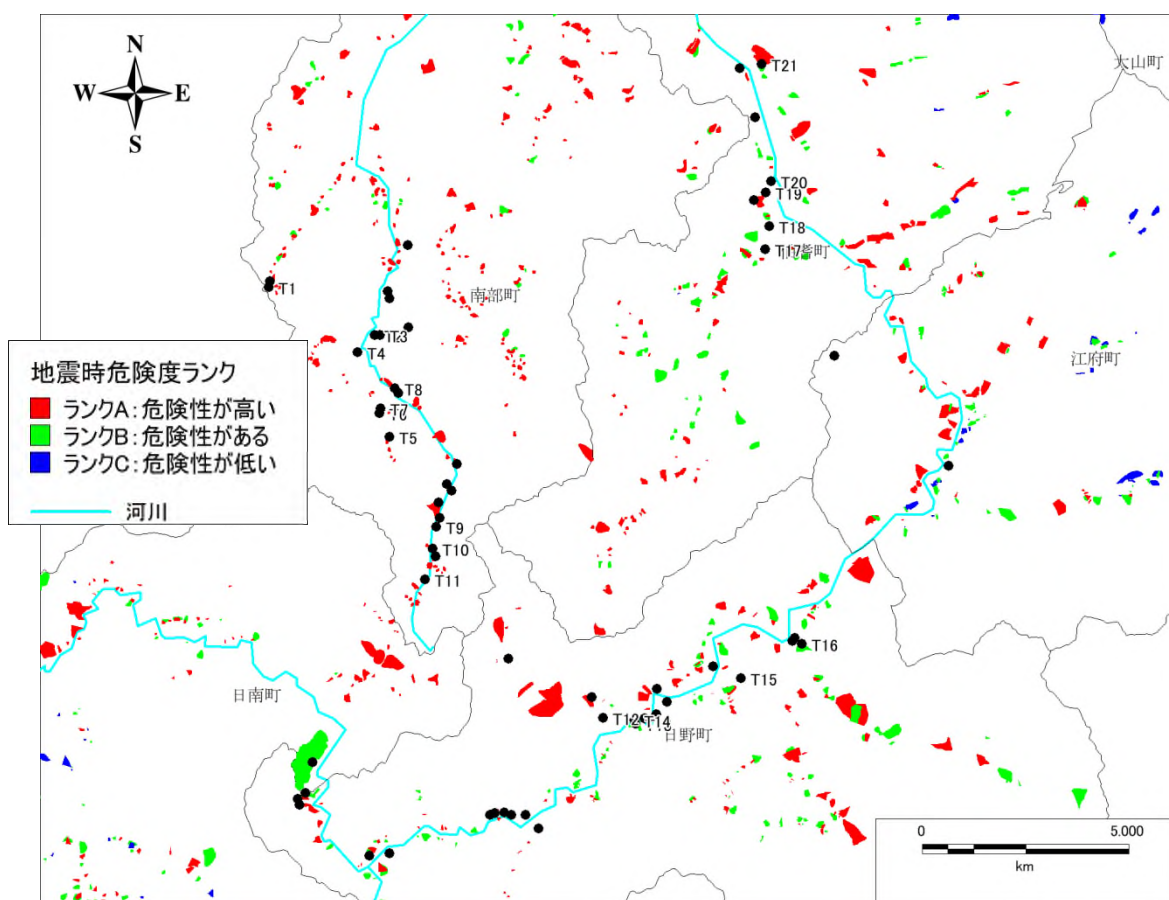 N
W E
S
大山町
T21
T20
T19
T18
T17
T1
南部町
T3
T4
江府町
地震時危険度ランク
ランクA:危険性が高い
ランクB:危険性がある
ランクC:危険性が低い
河川
T8
T7
T5
T9
T10
T11
T16
T15
日南町
T12
T14
日野町
0 5.000
km